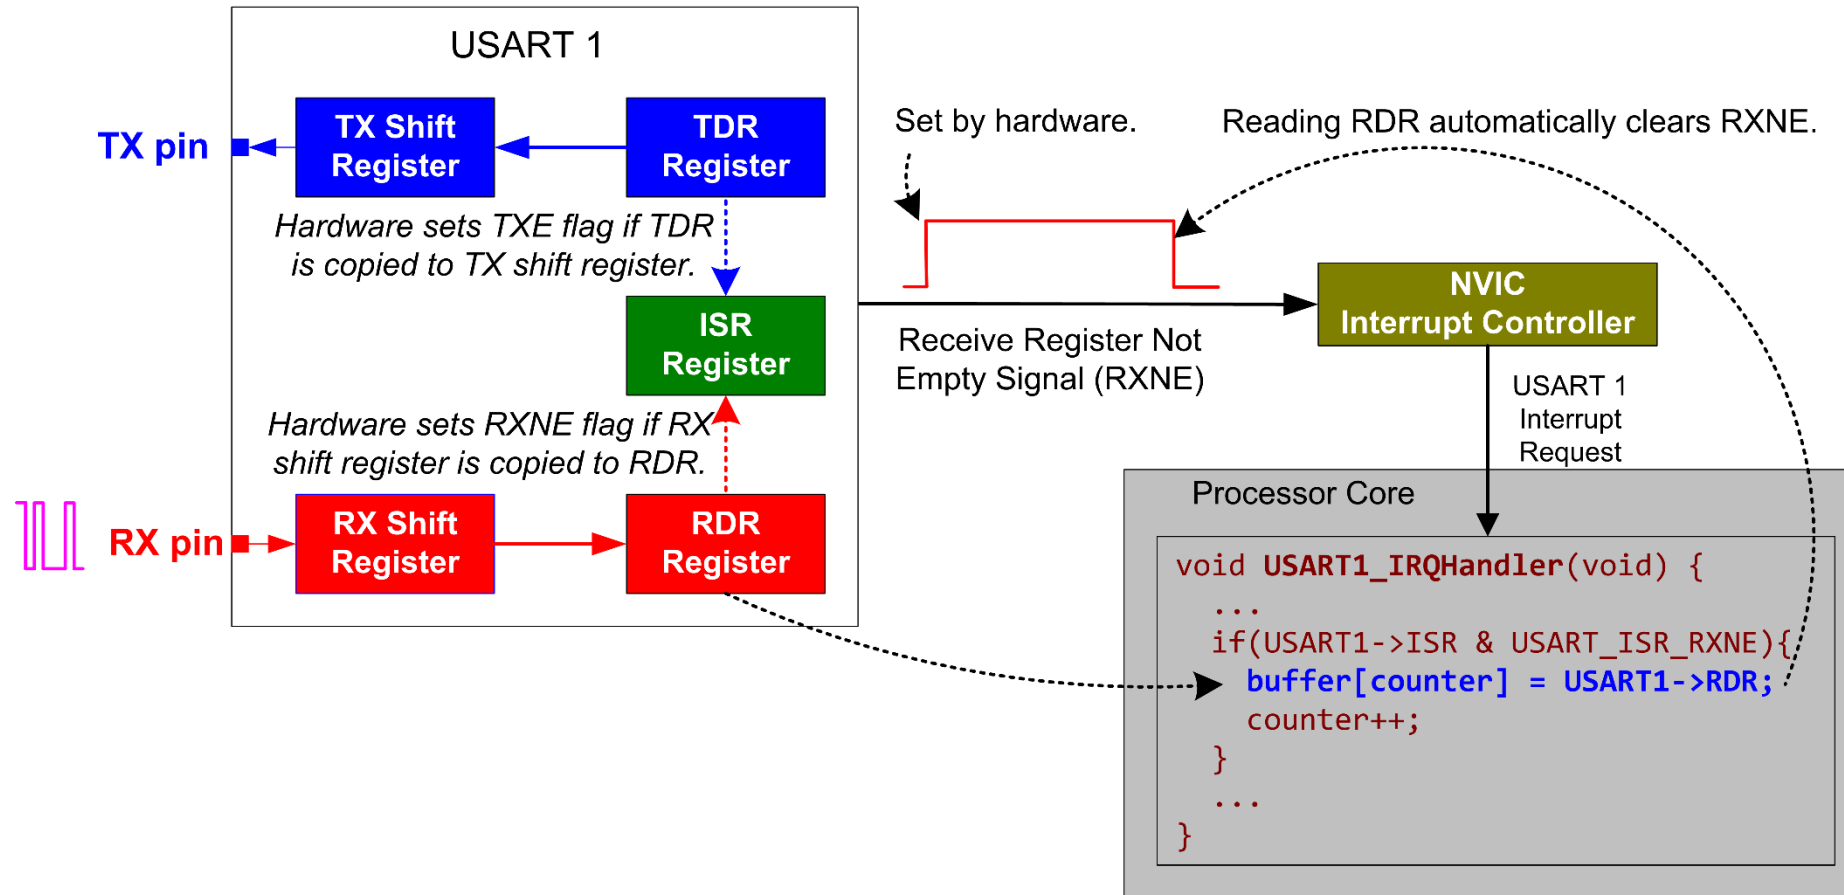 USART 1
TX pin
TX Shift
Register
TDR
Register
Hardware sets TXE flag if TDR
is copied to TX shift register.
ISR
Register
Hardware sets RXNE flag if RX
shift register is copied to RDR.
RX pin
RX Shift
Register
RDR
Register
Set by hardware.
Reading RDR automatically clears RXNE.
Receive Register Not
Empty Signal (RXNE)
NVIC
Interrupt Controller
USART 1
Interrupt
Request
Processor Core
void USART1_IRQHandler(void) {
...
if(USART1->ISR & USART_ISR_RXNE){
buffer[counter] = USART1->RDR;
counter++;
}
...
}